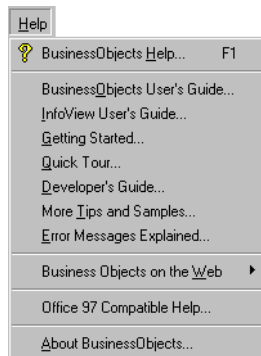 Help
BusinessObjects Help... F1
BusinessObjects User's Guide...
InfoView User's Guide...
Getting Started...
Quick Tour...
Developer's Guide...
More Tips and Samples...
Error Messages Explained...
Business Objects on the Web
Office 97 Compatible Help...
About BusinessObjects...